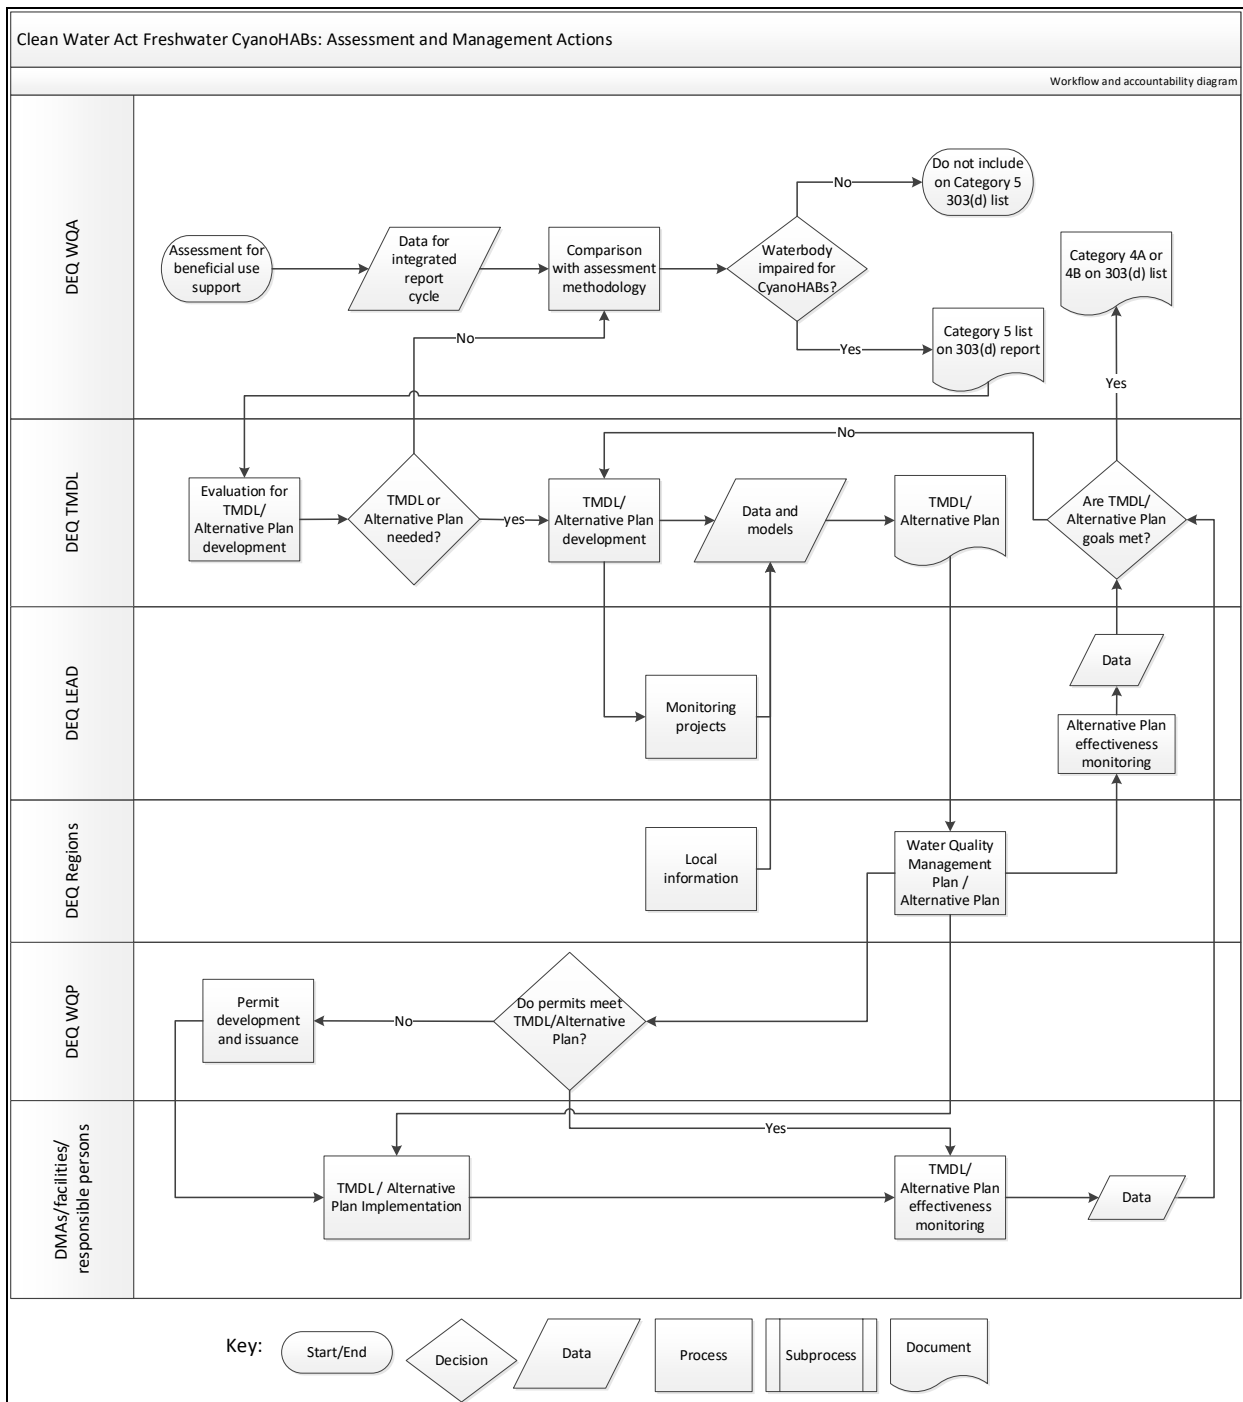 Clean Water Act Freshwater CyanoHABs: Assessment and Management Actions
Workflow and accountability diagram
DEQ WQA
Assessment for
beneficial use
support
Data for
integrated
report
cycle
Comparison
with assessment
methodology
Waterbody
impaired for
CyanoHABs?
No
Do not include
on Category 5
303(d) list
Yes
Category 5 list
on 303(d) report
Category 4A or
4B on 303(d) list
No
Yes
DEQ TMDL
Evaluation for
TMDL/
Alternative Plan
development
TMDL or
Alternative Plan
needed?
yes
TMDL/
Alternative Plan
development
Data and
models
TMDL/
Alternative Plan
No
Are TMDL/
Alternative Plan
goals met?
DEQ LEAD
Monitoring
projects
Data
Alternative Plan
effectiveness
monitoring
DEQ Regions
Local
information
Water Quality
Management
Plan /
Alternative Plan
DEQ WQP
Permit
development
and issuance
No
Do permits meet
TMDL/Alternative
Plan?
Yes
DMAs/facilities/
responsible persons
TMDL / Alternative
Plan Implementation
TMDL/
Alternative Plan
effectiveness
monitoring
Data
Key:
Start/End
Decision
Data
Process
Subprocess
Document